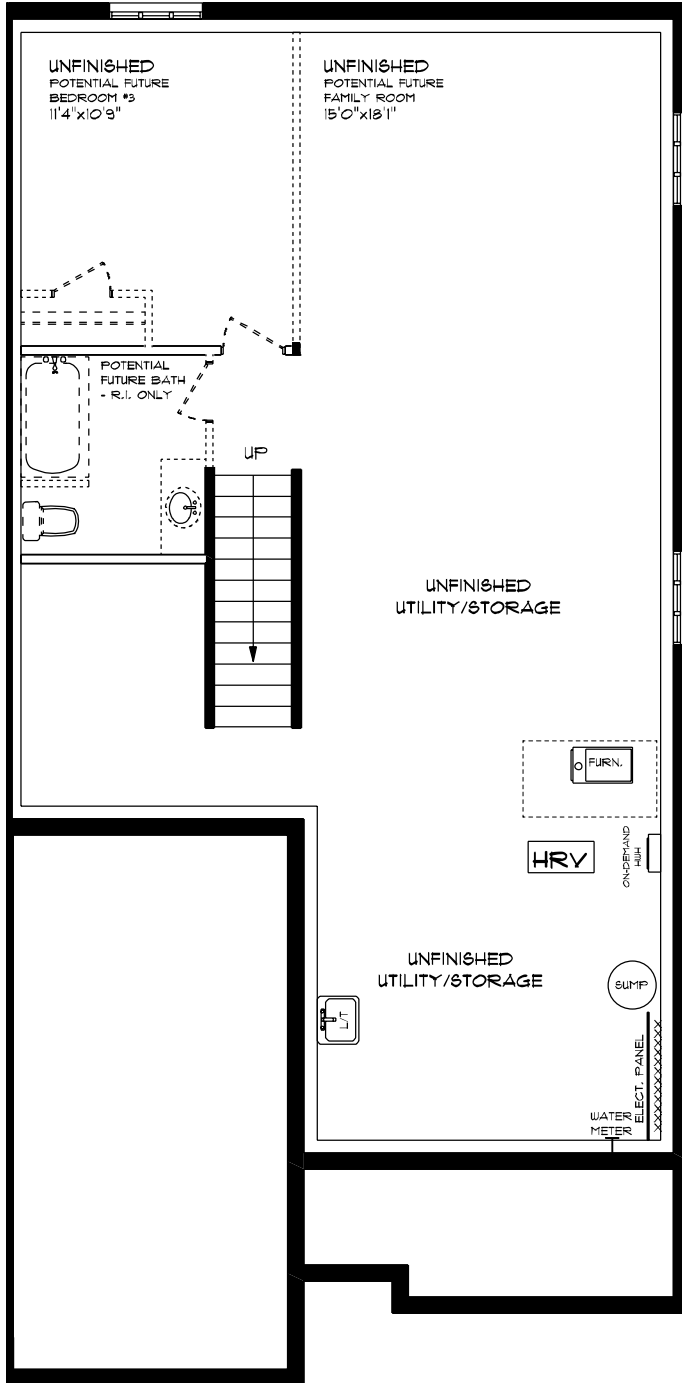 UNFINISHED
POTENTIAL FUTURE
BEDROOM #3
11'4"x10'9"
UNFINISHED
POTENTIAL FUTURE
FAMILY ROOM
15'0"x18'1"
POTENTIAL
FUTURE BATH
- R.I. ONLY
UP
UNFINISHED
UTILITY/STORAGE
FURN.
HRV
ON-DEMAND
HWH
UNFINISHED
UTILITY/STORAGE
SUMP
L/T
ELECT. PANEL
WATER
METER